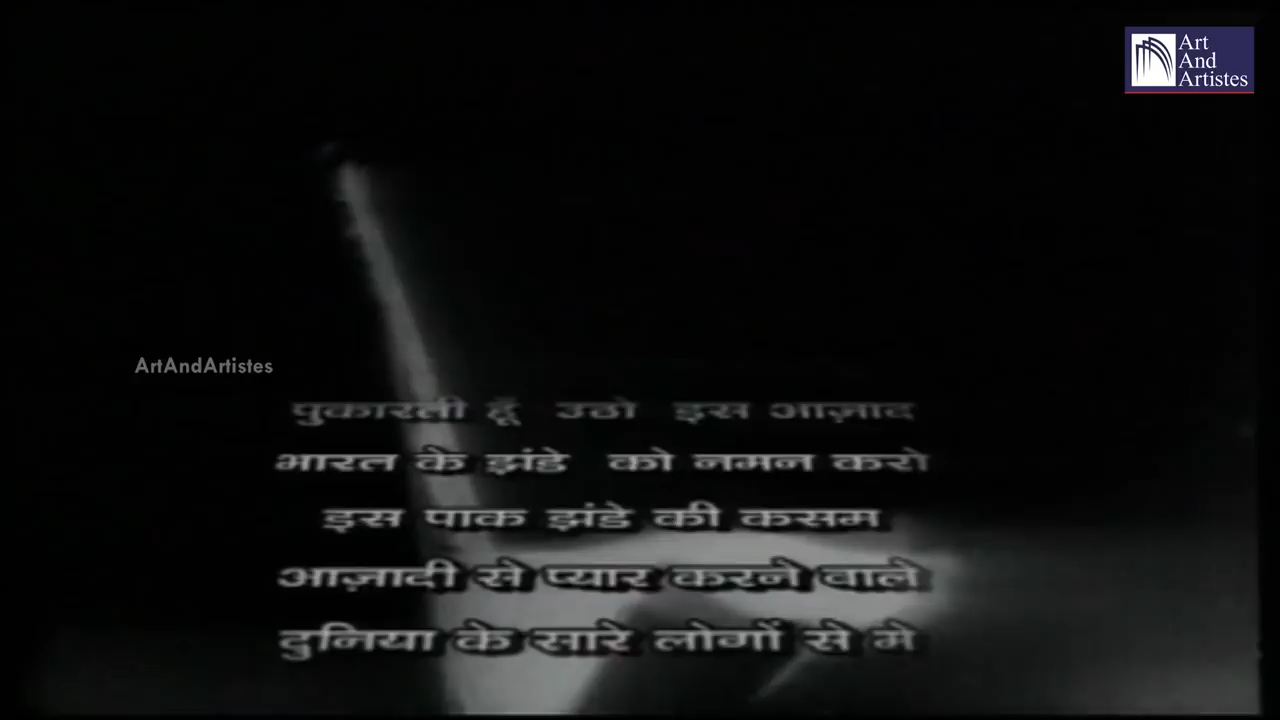 Art
And
Artistes
ArtAndArtistes
पुकारती हूँ उठो इस आज़ाद
भारत के झंडे को नमन करो
इस पाक झंडे की कसम
आज़ादी से प्यार करने वाले
दुनिया के सारे लोगों से मे